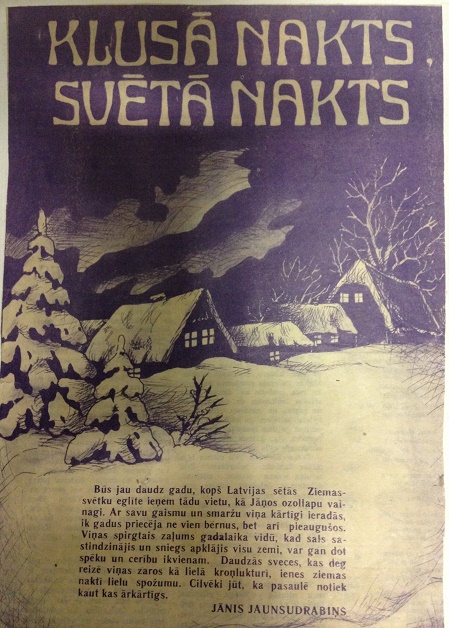 KLUSĀ NAKTS,
SVĒTĀ NAKTS
Būs jau daudz gadu, kopš Latvijas sētās Ziemas-
svētku eglīte ieņem tādu vietu, kā Jāņos ozollapu vai-
nagi. Ar savu gaismu un smaržu viņa kārtīgi ieradās,
ik gadus priecēja ne vien bērnus, bet arī pieaugušos.
Viņas spirgtais zaļums gadalaika vidū, kad sals sa-
stindzinājis un sniegs apklājis visu zemi, var gan dot
spēku un cerību ikvienam. Daudzās sveces, kas deg
reizē viņas zaros kā lielā kroņlukturī, ienes ziemas
naktī lielu spožumu. Cilvēki jūt, ka pasaulē notiek
kaut kas ārkārtīgs.
JĀNIS JAUNSUDRABIŅŠ